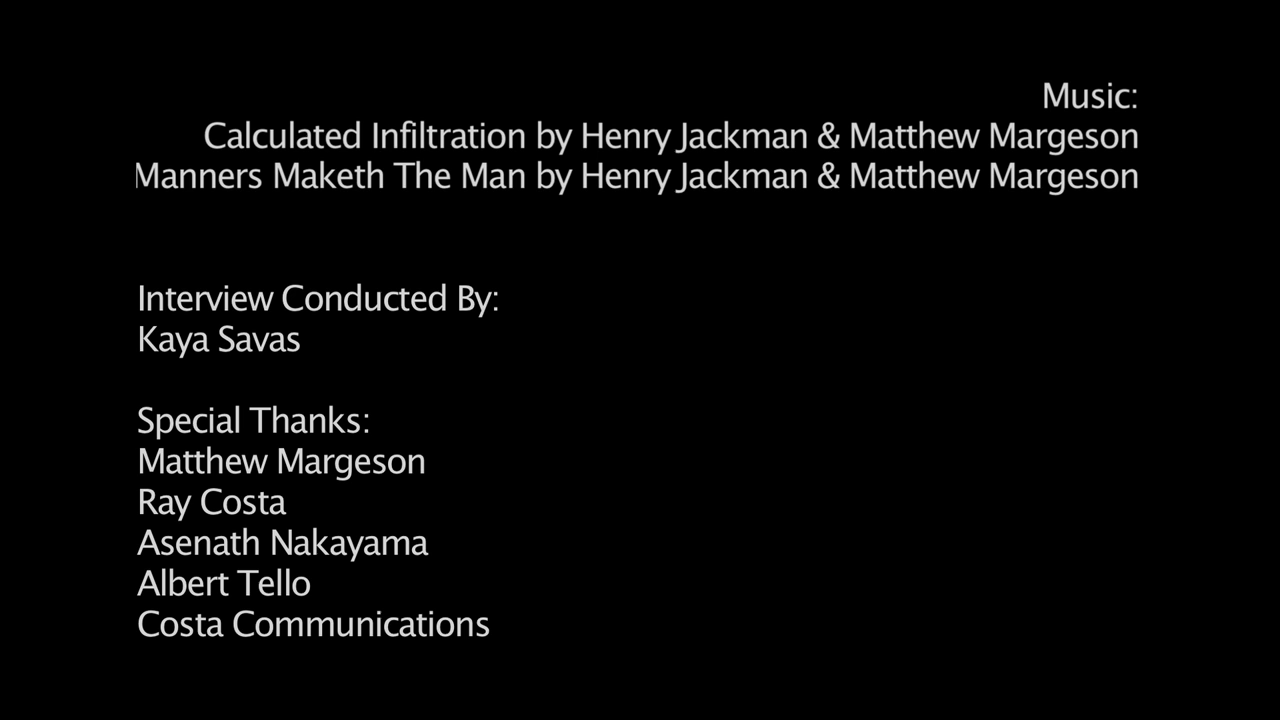 Music:
Calculated Infiltration by Henry Jackman & Matthew Margeson
Manners Maketh The Man by Henry Jackman & Matthew Margeson
Interview Conducted By:
Kaya Savas
Special Thanks:
Matthew Margeson
Ray Costa
Asenath Nakayama
Albert Tello
Costa Communications